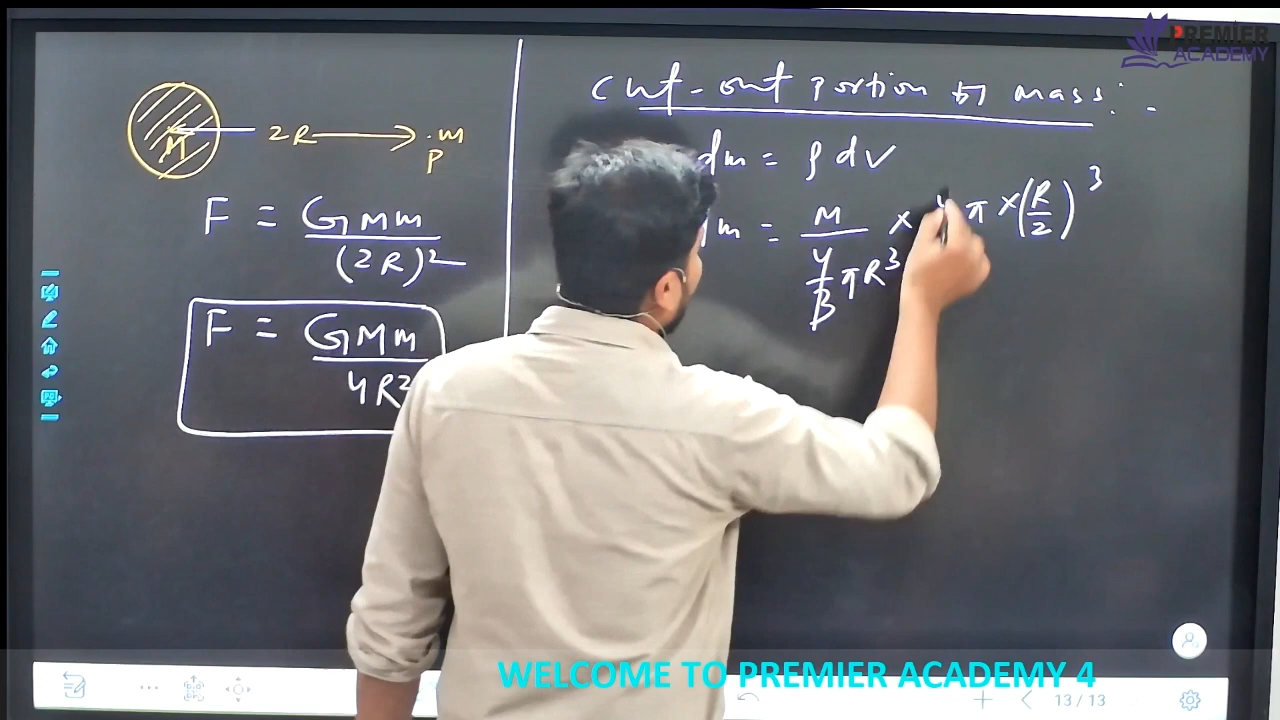 PREMIER
ACADEMY
M
2R
.m
P
F = GMm
(2R)²
F = GMm
4R²
Cut-out portion of mass:-
dm = ρ dV
m = M × π × (R/2)³
4/3 πR³
WELCOME TO PREMIER ACADEMY 4
13/13